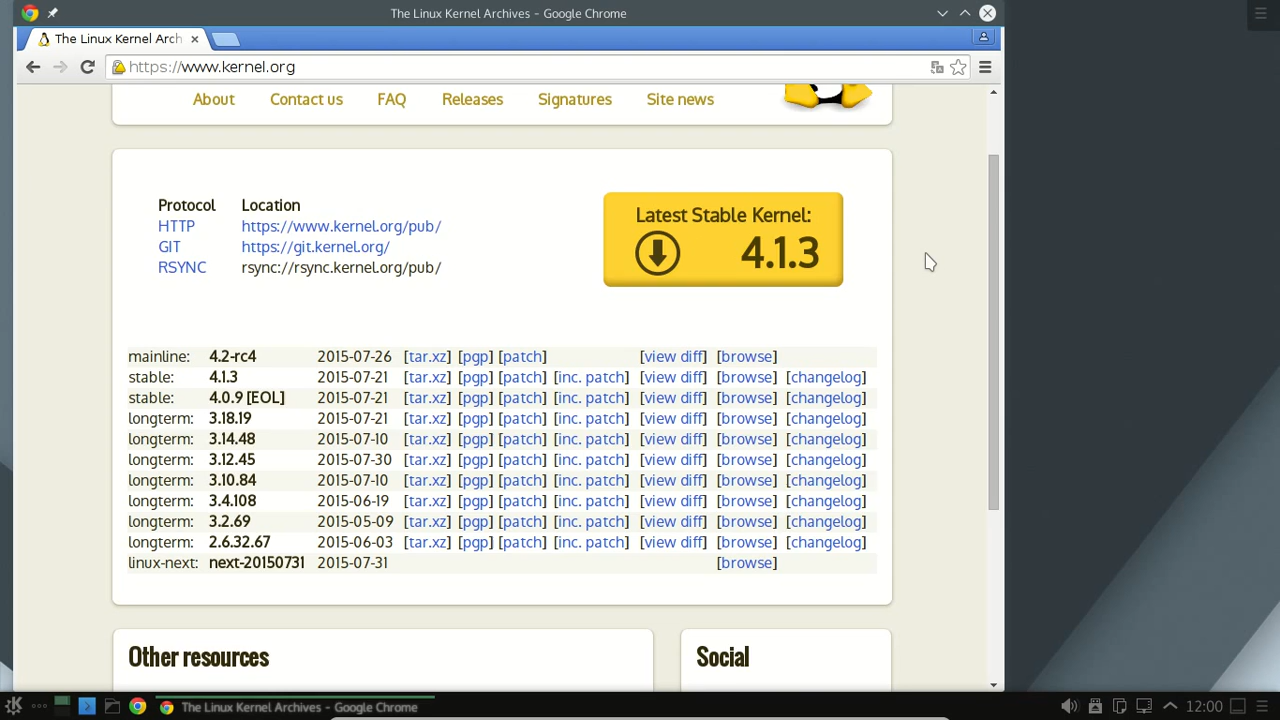 The Linux Kernel Archives - Google Chrome
The Linux Kernel Arch
https://www.kernel.org
About Contact us FAQ Releases Signatures Site news
Protocol Location
HTTP https://www.kernel.org/pub/
GIT https://git.kernel.org/
RSYNC rsync://rsync.kernel.org/pub/
Latest Stable Kernel:
4.1.3
mainline: 4.2-rc4 2015-07-26 [tar.xz] [pgp] [patch] [view diff] [browse]
stable: 4.1.3 2015-07-21 [tar.xz] [pgp] [patch] [inc. patch] [view diff] [browse] [changelog]
stable: 4.0.9 [EOL] 2015-07-21 [tar.xz] [pgp] [patch] [inc. patch] [view diff] [browse] [changelog]
longterm: 3.18.19 2015-07-21 [tar.xz] [pgp] [patch] [inc. patch] [view diff] [browse] [changelog]
longterm: 3.14.48 2015-07-10 [tar.xz] [pgp] [patch] [inc. patch] [view diff] [browse] [changelog]
longterm: 3.12.45 2015-07-30 [tar.xz] [pgp] [patch] [inc. patch] [view diff] [browse] [changelog]
longterm: 3.10.84 2015-07-10 [tar.xz] [pgp] [patch] [inc. patch] [view diff] [browse] [changelog]
longterm: 3.4.108 2015-06-19 [tar.xz] [pgp] [patch] [inc. patch] [view diff] [browse] [changelog]
longterm: 3.2.69 2015-05-09 [tar.xz] [pgp] [patch] [inc. patch] [view diff] [browse] [changelog]
longterm: 2.6.32.67 2015-06-03 [tar.xz] [pgp] [patch] [inc. patch] [view diff] [browse] [changelog]
linux-next: next-20150731 2015-07-31 [browse]
Other resources Social
The Linux Kernel Archives - Google Chrome 12:00